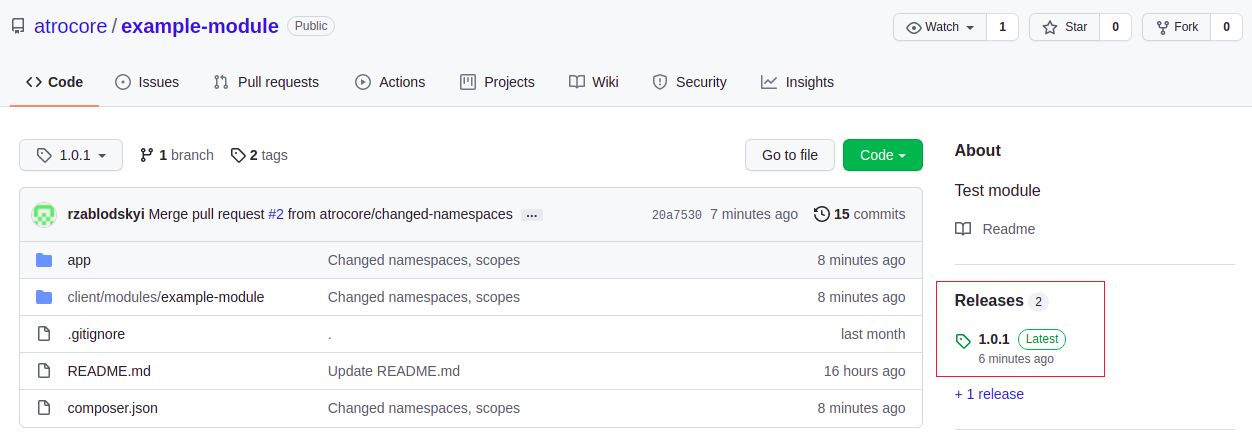 atrocore / example-module Public
Watch 1 Star 0 Fork 0
Code Issues Pull requests Actions Projects Wiki Security Insights
1.0.1 1 branch 2 tags Go to file Code
rzablodskyi Merge pull request #2 from atrocore/changed-namespaces ... 20a7530 7 minutes ago 15 commits
app Changed namespaces, scopes 8 minutes ago
client/modules/example-module Changed namespaces, scopes 8 minutes ago
.gitignore . last month
README.md Update README.md 16 hours ago
composer.json Changed namespaces, scopes 8 minutes ago
About
Test module
Readme
Releases 2
1.0.1 Latest
6 minutes ago
+ 1 release